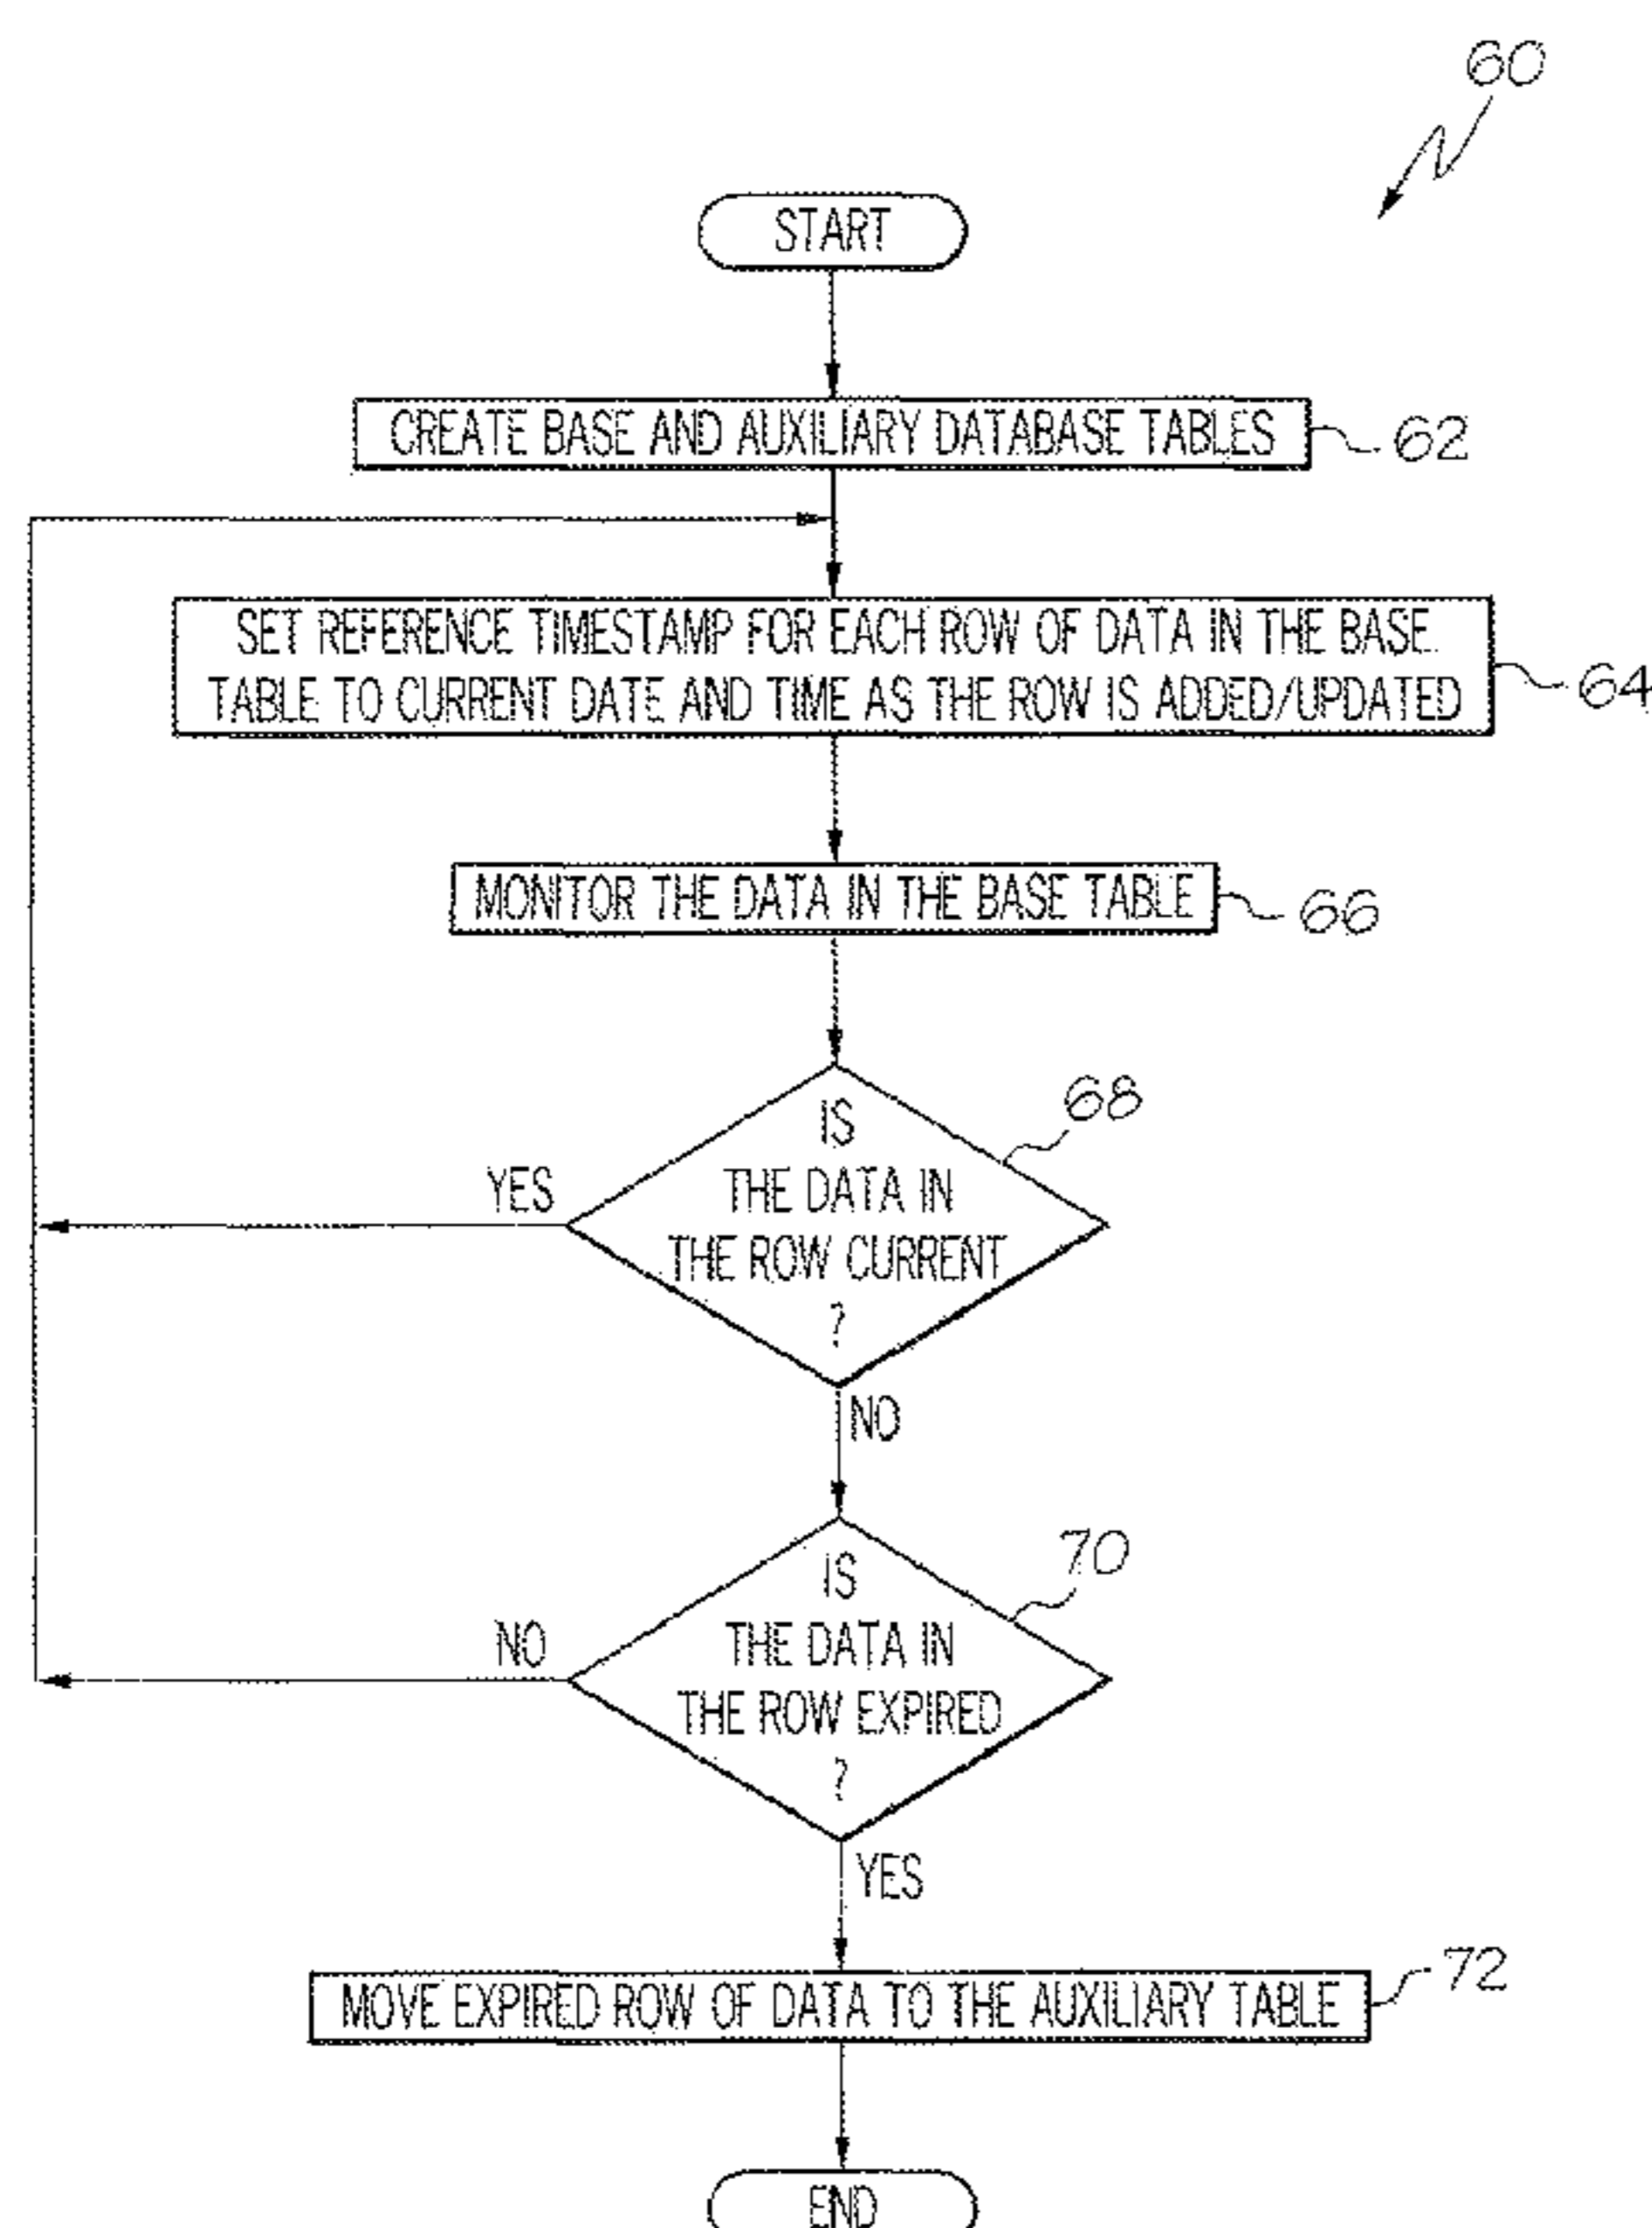 60
START
CREATE BASE AND AUXILIARY DATABASE TABLES
62
SET REFERENCE TIMESTAMP FOR EACH ROW OF DATA IN THE BASE
TABLE TO CURRENT DATE AND TIME AS THE ROW IS ADDED/UPDATED
64
MONITOR THE DATA IN THE BASE TABLE
66
68
IS
THE DATA IN
THE ROW CURRENT
?
YES
NO
70
IS
THE DATA IN
THE ROW EXPIRED
?
NO
YES
MOVE EXPIRED ROW OF DATA TO THE AUXILIARY TABLE
72
END